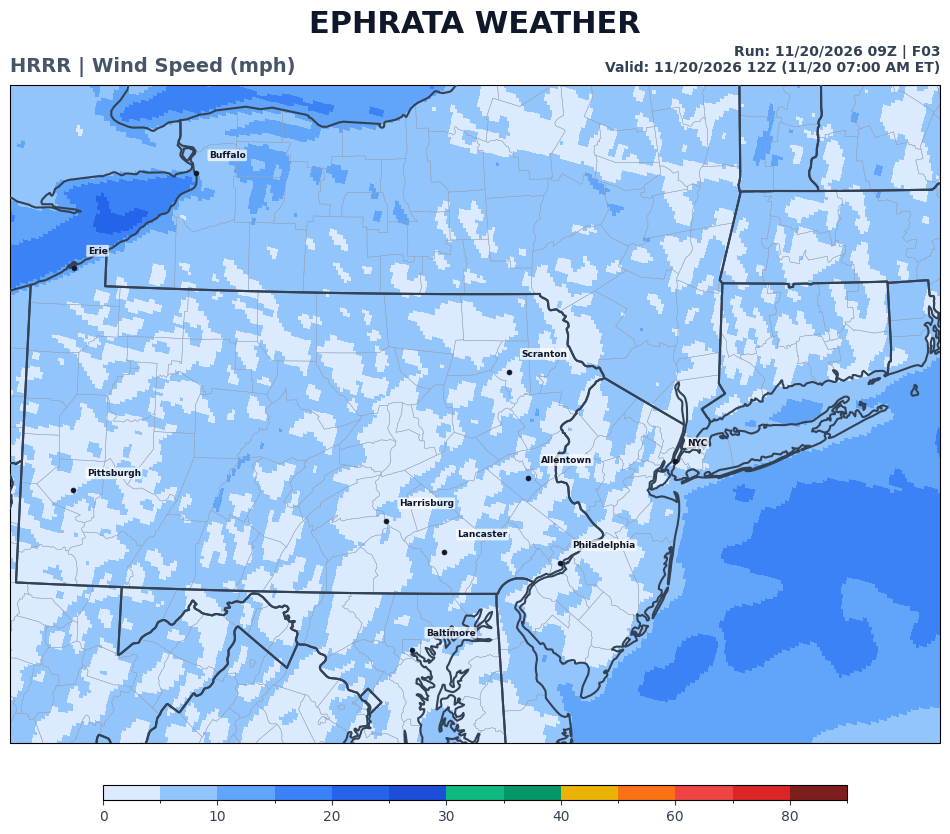 EPHRATA WEATHER
HRRR | Wind Speed (mph)
Run: 11/20/2026 09Z | F03
Valid: 11/20/2026 12Z (11/20 07:00 AM ET)
Buffalo
Erie
Scranton
NYC
Allentown
Pittsburgh
Harrisburg
Lancaster
Philadelphia
Baltimore
0 10 20 30 40 50 60 70 80